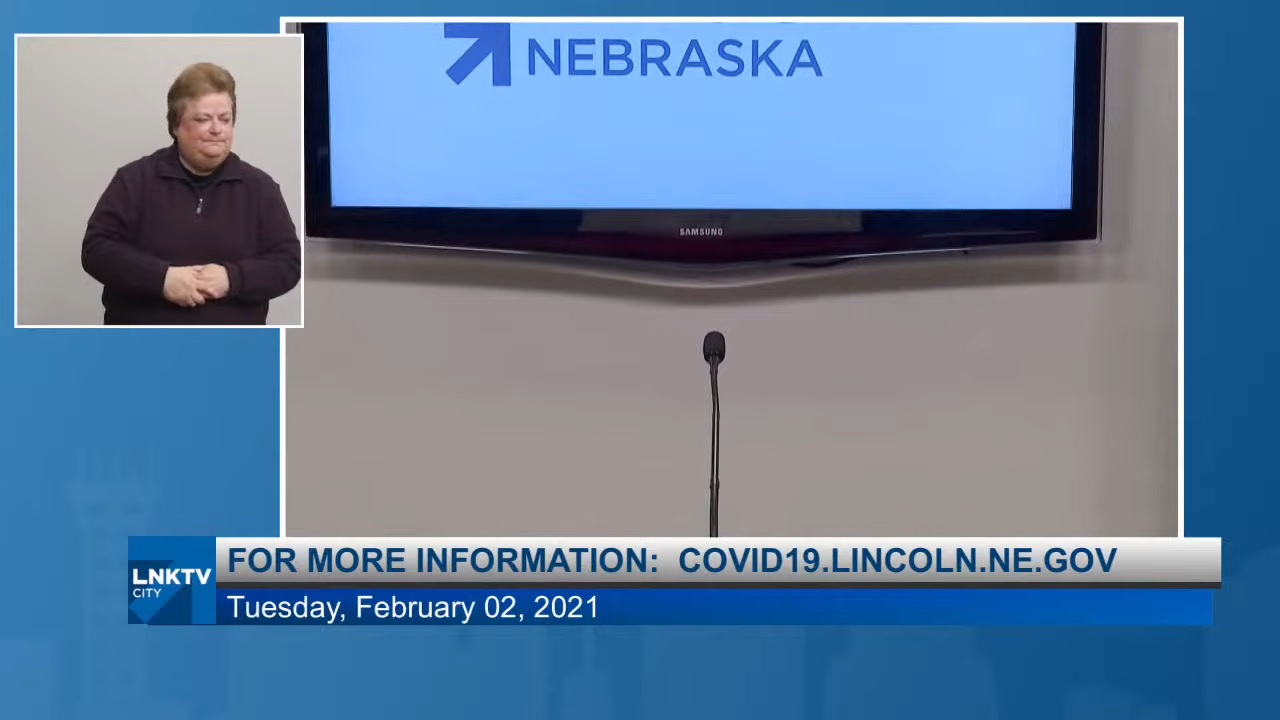 NEBRASKA
SAMSUNG
FOR MORE INFORMATION: COVID19.LINCOLN.NE.GOV
LNKTV
CITY
Tuesday, February 02, 2021